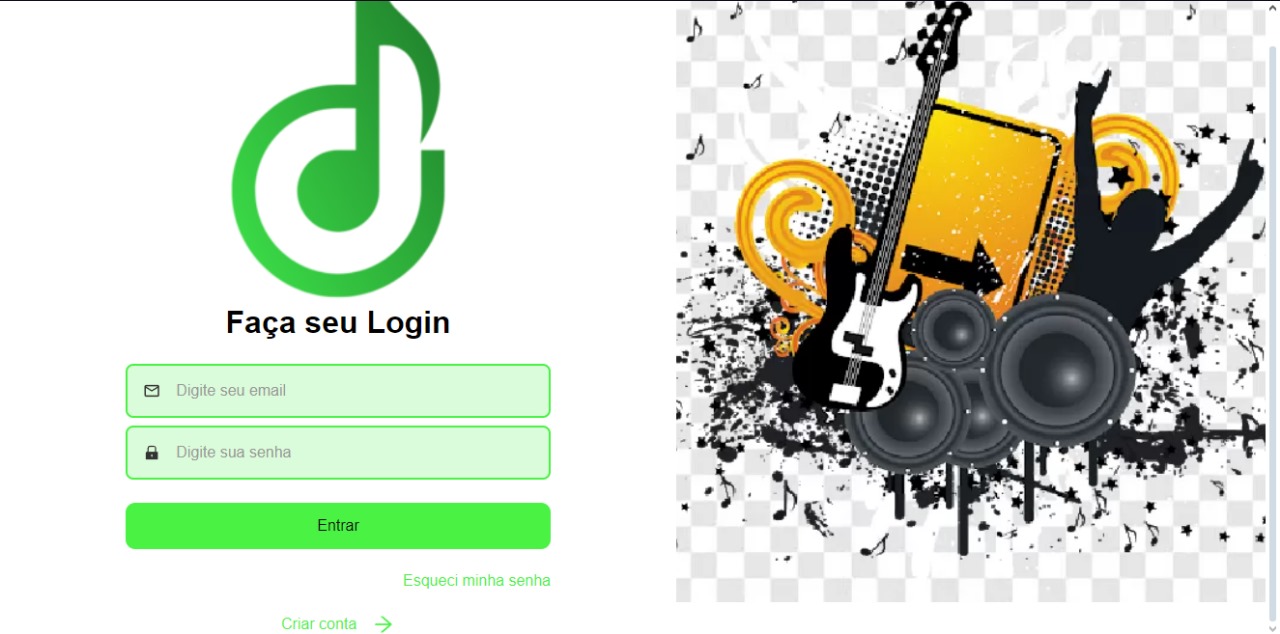 Faça seu Login
Digite seu email
Digite sua senha
Entrar
Esqueci minha senha
Criar conta